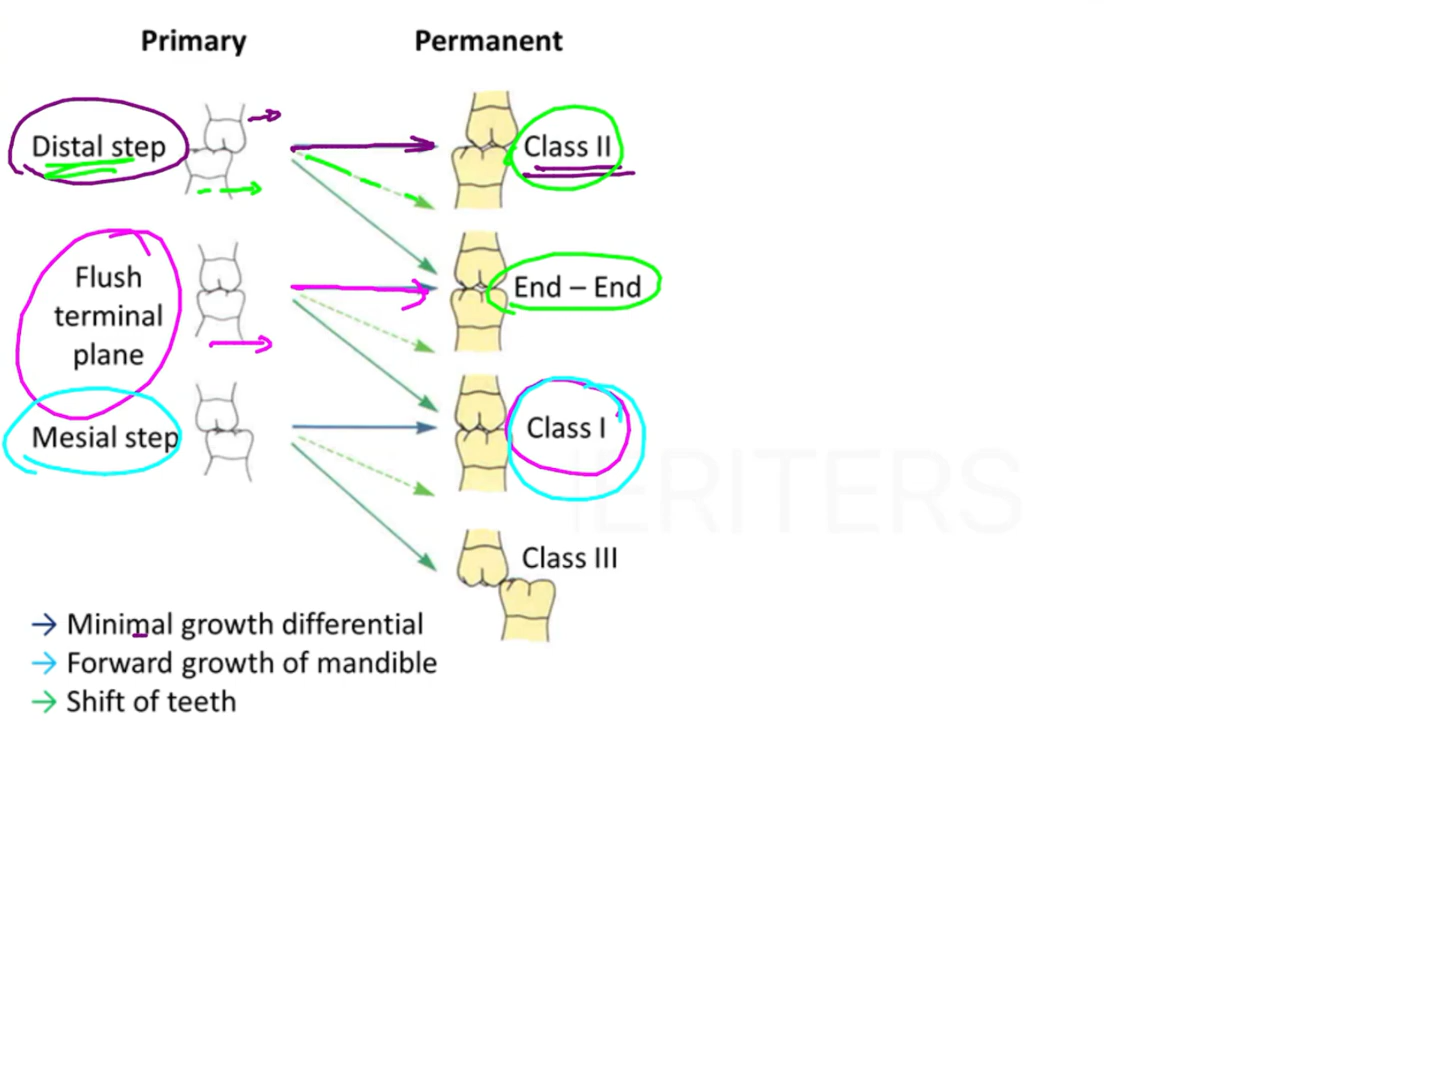 Primary Permanent
Distal step
Class II
Flush
terminal
plane
End – End
Mesial step
Class I
Class III
→ Minimal growth differential
→ Forward growth of mandible
→ Shift of teeth